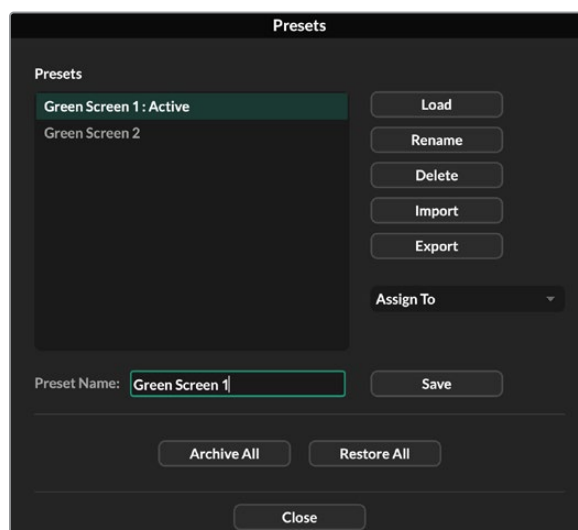 Presets
Presets
Green Screen 1 : Active
Green Screen 2
Load
Rename
Delete
Import
Export
Assign To
Preset Name: Green Screen 1
Save
Archive All
Restore All
Close